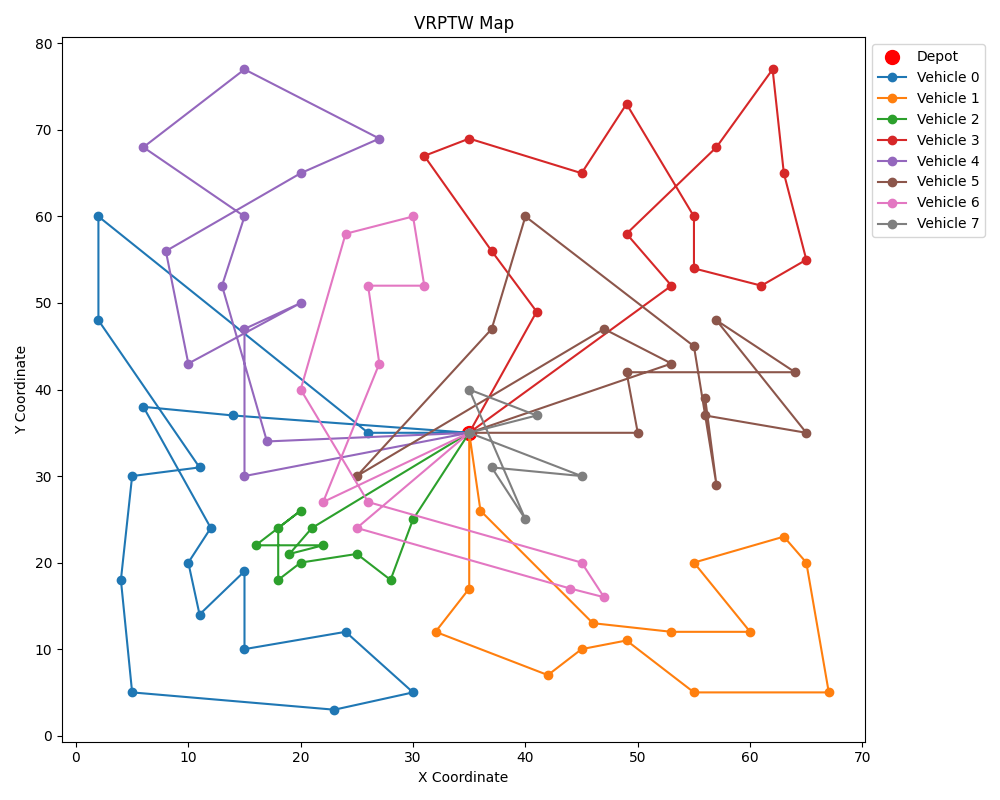 VRPTW Map
Y Coordinate
80
70
60
50
40
30
20
10
0
0 10 20 30 40 50 60 70
X Coordinate
Depot
Vehicle 0
Vehicle 1
Vehicle 2
Vehicle 3
Vehicle 4
Vehicle 5
Vehicle 6
Vehicle 7